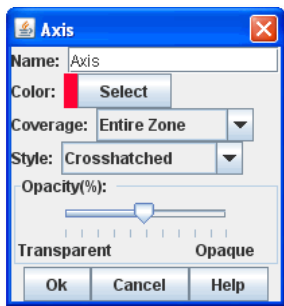 Axis
Name: Axis
Color: Select
Coverage: Entire Zone
Style: Crosshatched
Opacity(%):
Transparent Opaque
Ok Cancel Help